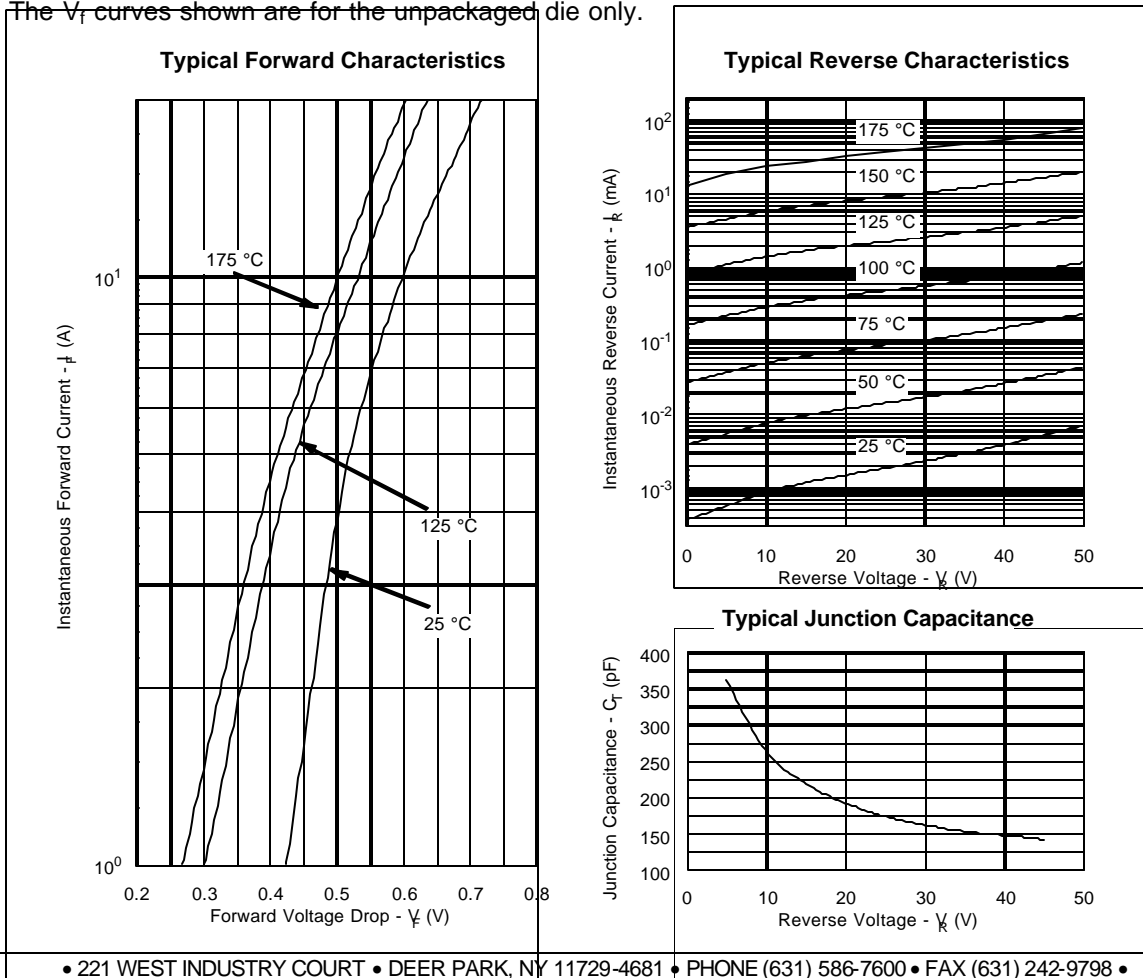 The Vf curves shown are for the unpackaged die only.
Typical Forward Characteristics
175 °C
125 °C
25 °C
10¹
10⁰
Instantaneous Forward Current - IF (A)
0.2 0.3 0.4 0.5 0.6 0.7 0.8
Forward Voltage Drop - VF (V)
Typical Reverse Characteristics
175 °C
150 °C
125 °C
100 °C
75 °C
50 °C
25 °C
10²
10¹
10⁰
10⁻¹
10⁻²
10⁻³
Instantaneous Reverse Current - IR (mA)
0 10 20 30 40 50
Reverse Voltage - VR (V)
Typical Junction Capacitance
400
350
300
250
200
150
100
Junction Capacitance - CT (pF)
0 10 20 30 40 50
Reverse Voltage - VR (V)
• 221 WEST INDUSTRY COURT • DEER PARK, NY 11729-4681 • PHONE (631) 586-7600 • FAX (631) 242-9798 •